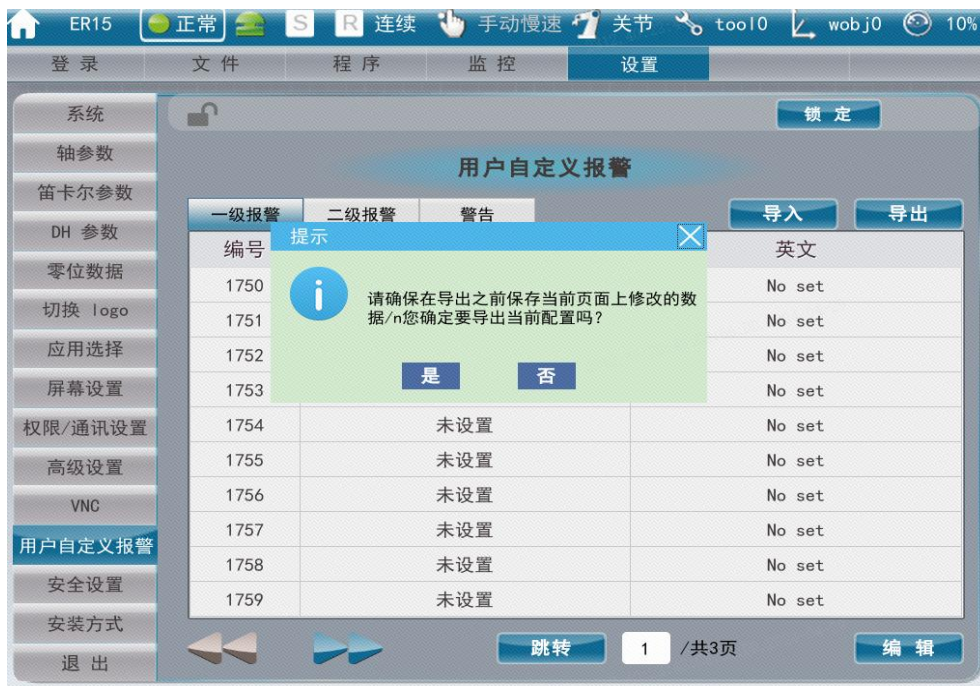 ER15 正常 S R 连续 手动慢速 关节 tool0 wobj0 10%
登 录 文 件 程 序 监 控 设置
系统
锁 定
轴参数
用户自定义报警
笛卡尔参数
一级报警 二级报警 警告 导入 导出
DH 参数
编号 提示 英文
零位数据
1750 No set
请确保在导出之前保存当前页面上修改的数
切换 logo
1751 据/n您确定要导出当前配置吗? No set
应用选择
1752 No set
屏幕设置
1753 是 否 No set
权限/通讯设置
1754 未设置 No set
高级设置
1755 未设置 No set
VNC
1756 未设置 No set
用户自定义报警
1757 未设置 No set
安全设置
1758 未设置 No set
1759 未设置 No set
安装方式
跳转 1 /共3页 编 辑
退 出